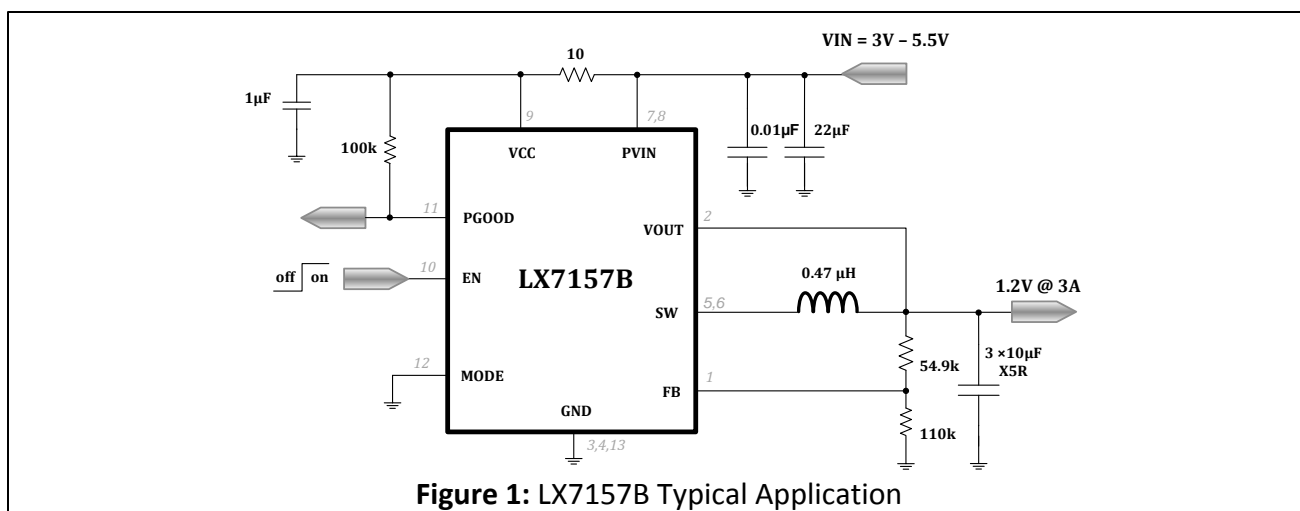 VIN = 3V – 5.5V
10
1µF
9
7,8
0.01µF
22µF
100k
VCC
PVIN
11
PGOOD
2
VOUT
off
on
10
EN
LX7157B
0.47 µH
1.2V @ 3A
SW
5,6
12
MODE
54.9k
3 ×10µF
X5R
FB
1
GND
110k
3,4,13
Figure 1: LX7157B Typical Application